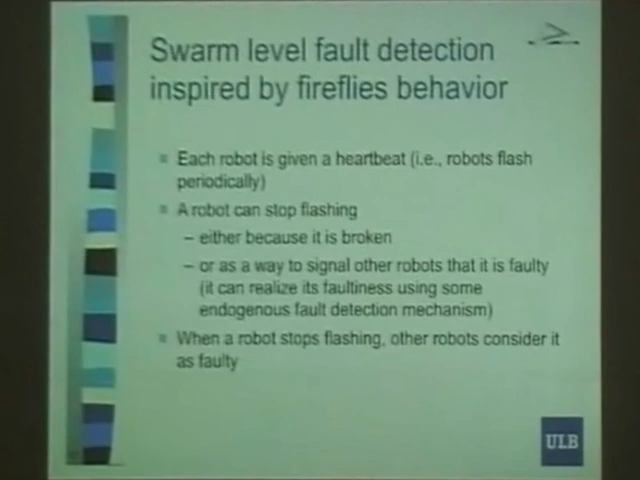 Swarm level fault detection
inspired by fireflies behavior
Each robot is given a heartbeat (i.e., robots flash
periodically)
A robot can stop flashing
– either because it is broken
– or as a way to signal other robots that it is faulty
(it can realize its faultiness using some
endogenous fault detection mechanism)
When a robot stops flashing, other robots consider it
as faulty
ULB